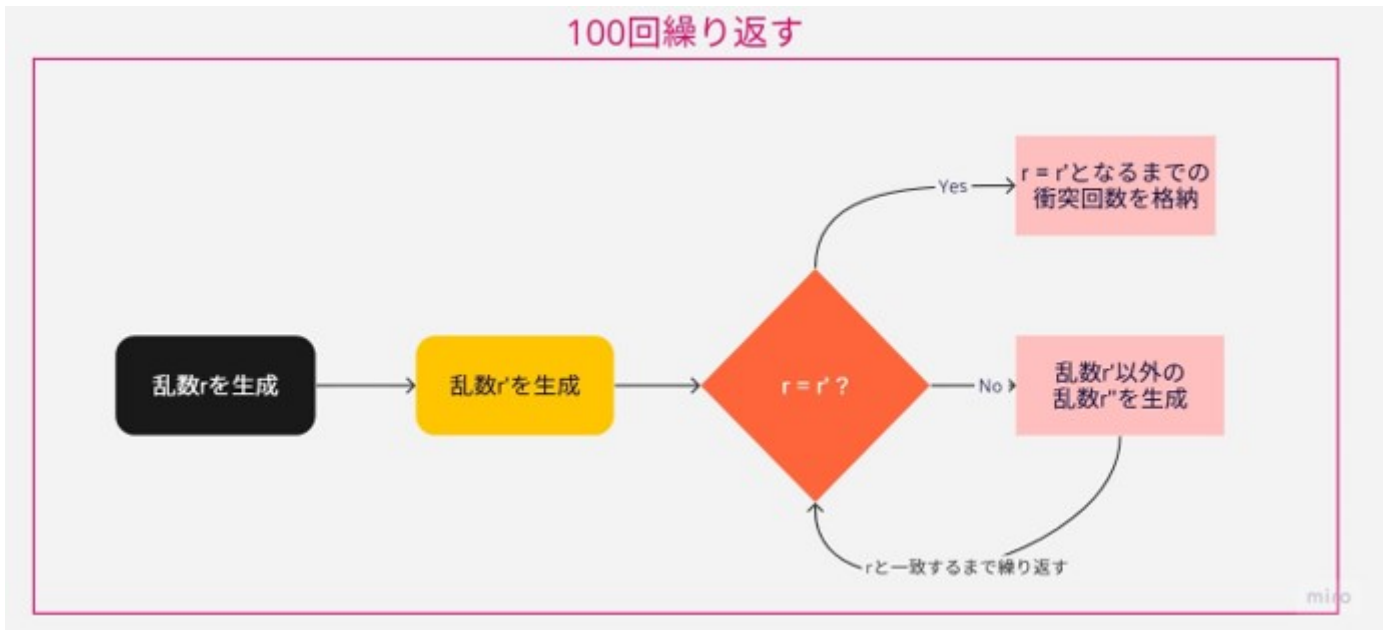 100回繰り返す
r = r'となるまでの
衝突回数を格納
Yes
乱数rを生成
乱数r'を生成
r = r' ?
No
乱数r'以外の
乱数r"を生成
rと一致するまで繰り返す
miro